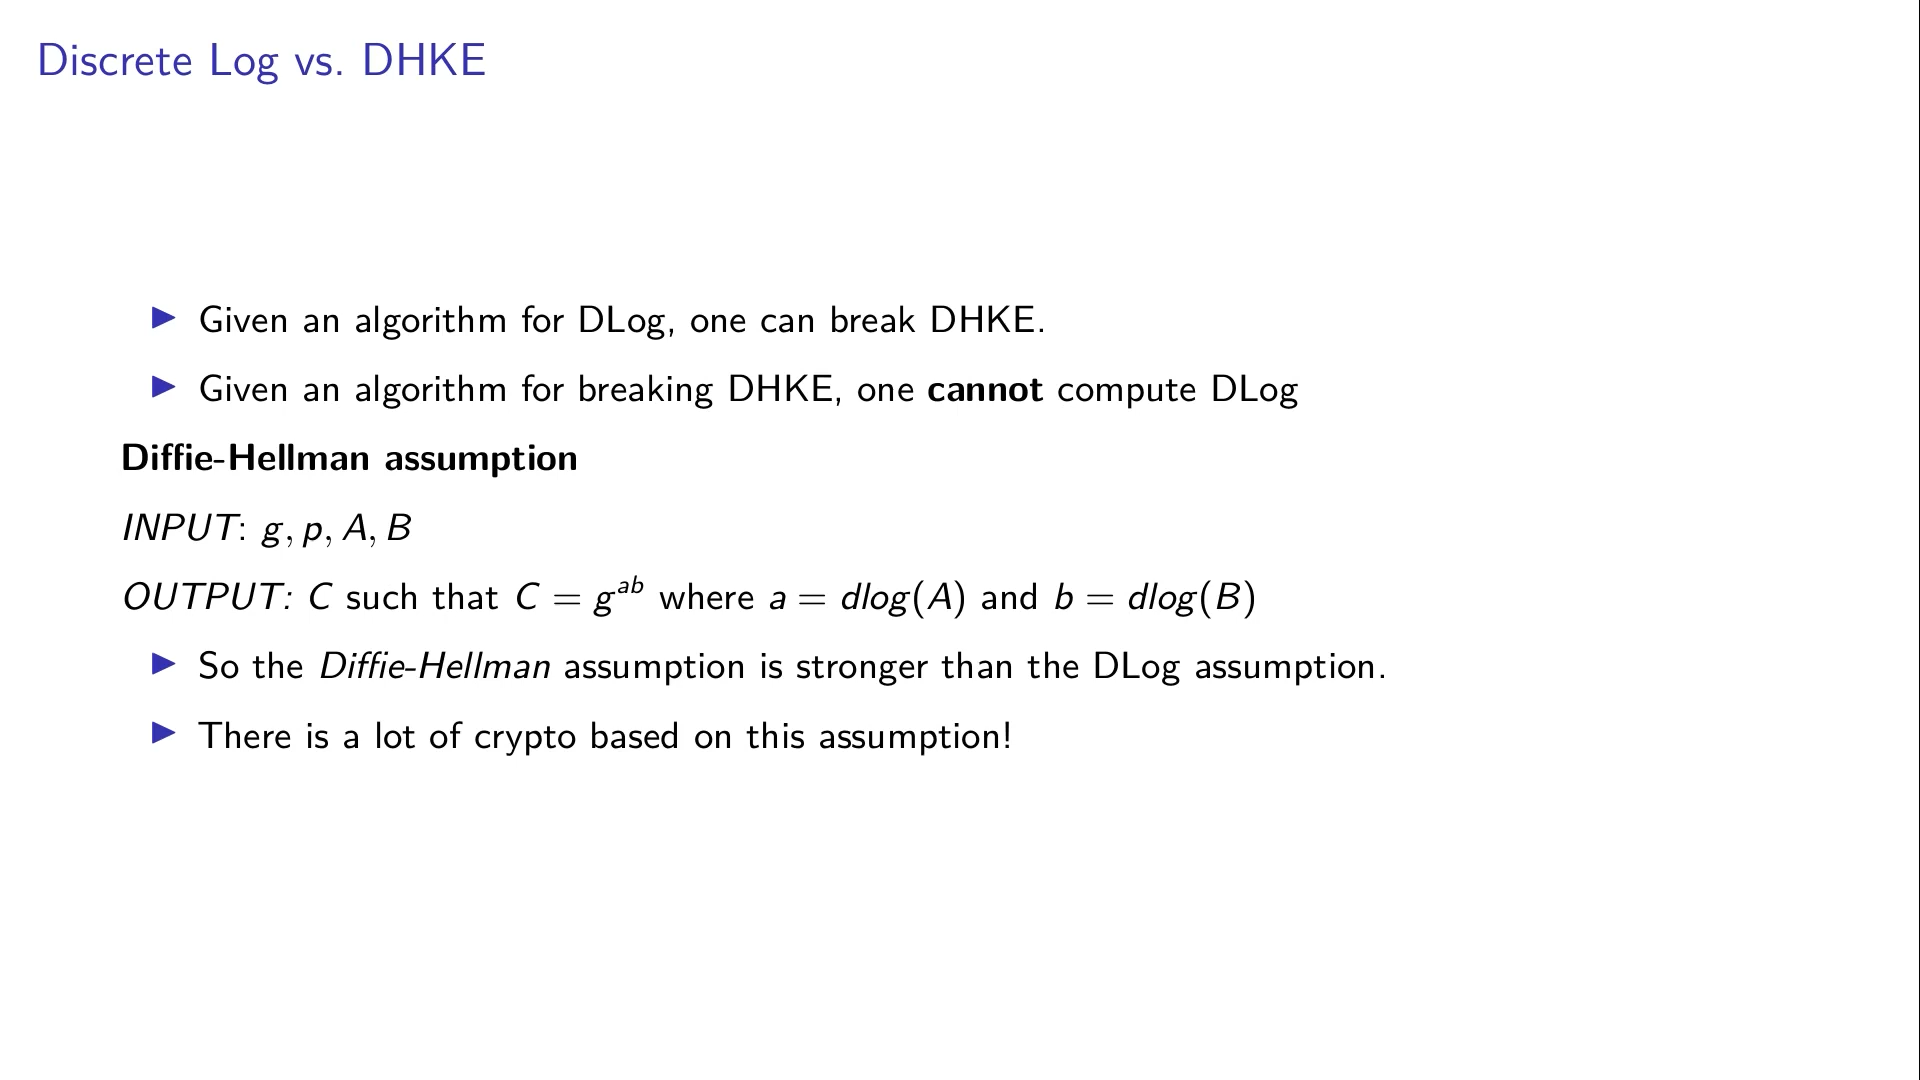 Discrete Log vs. DHKE
▶ Given an algorithm for DLog, one can break DHKE.
▶ Given an algorithm for breaking DHKE, one cannot compute DLog
Diffie-Hellman assumption
INPUT: g, p, A, B
OUTPUT: C such that C = g^{ab} where a = dlog(A) and b = dlog(B)
▶ So the Diffie-Hellman assumption is stronger than the DLog assumption.
▶ There is a lot of crypto based on this assumption!